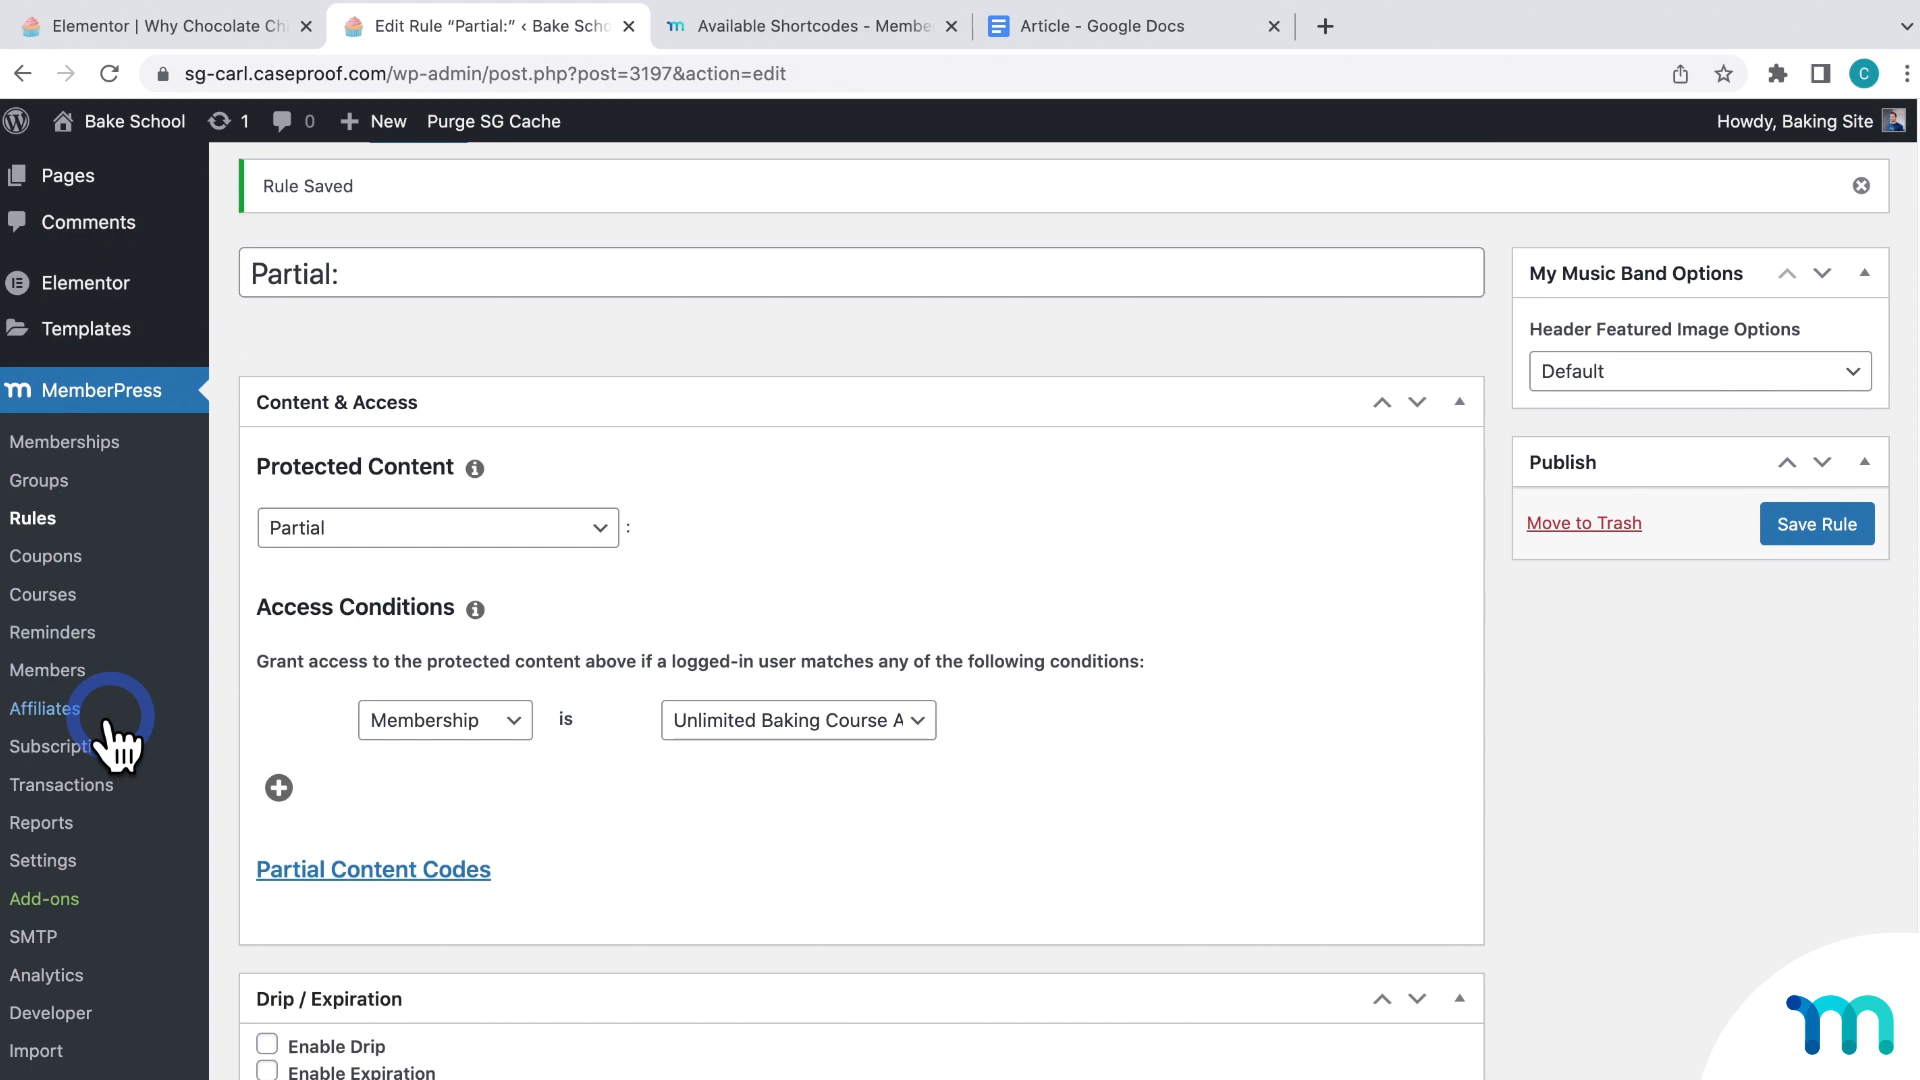 Elementor | Why Chocolate Chi
Edit Rule “Partial:” ‹ Bake Scho
Available Shortcodes - Membe
Article - Google Docs
sg-carl.caseproof.com/wp-admin/post.php?post=3197&action=edit
C
Bake School
1
0
New
Purge SG Cache
Howdy, Baking Site
Pages
Comments
Elementor
Templates
MemberPress
Memberships
Groups
Rules
Coupons
Courses
Reminders
Members
Affiliates
Subscripti
Transactions
Reports
Settings
Add-ons
SMTP
Analytics
Developer
Import
Rule Saved
Partial:
Content & Access
Protected Content
Partial
:
Access Conditions
Grant access to the protected content above if a logged-in user matches any of the following conditions:
Membership
is
Unlimited Baking Course A
Partial Content Codes
Drip / Expiration
Enable Drip
Enable Expiration
My Music Band Options
Header Featured Image Options
Default
Publish
Move to Trash
Save Rule